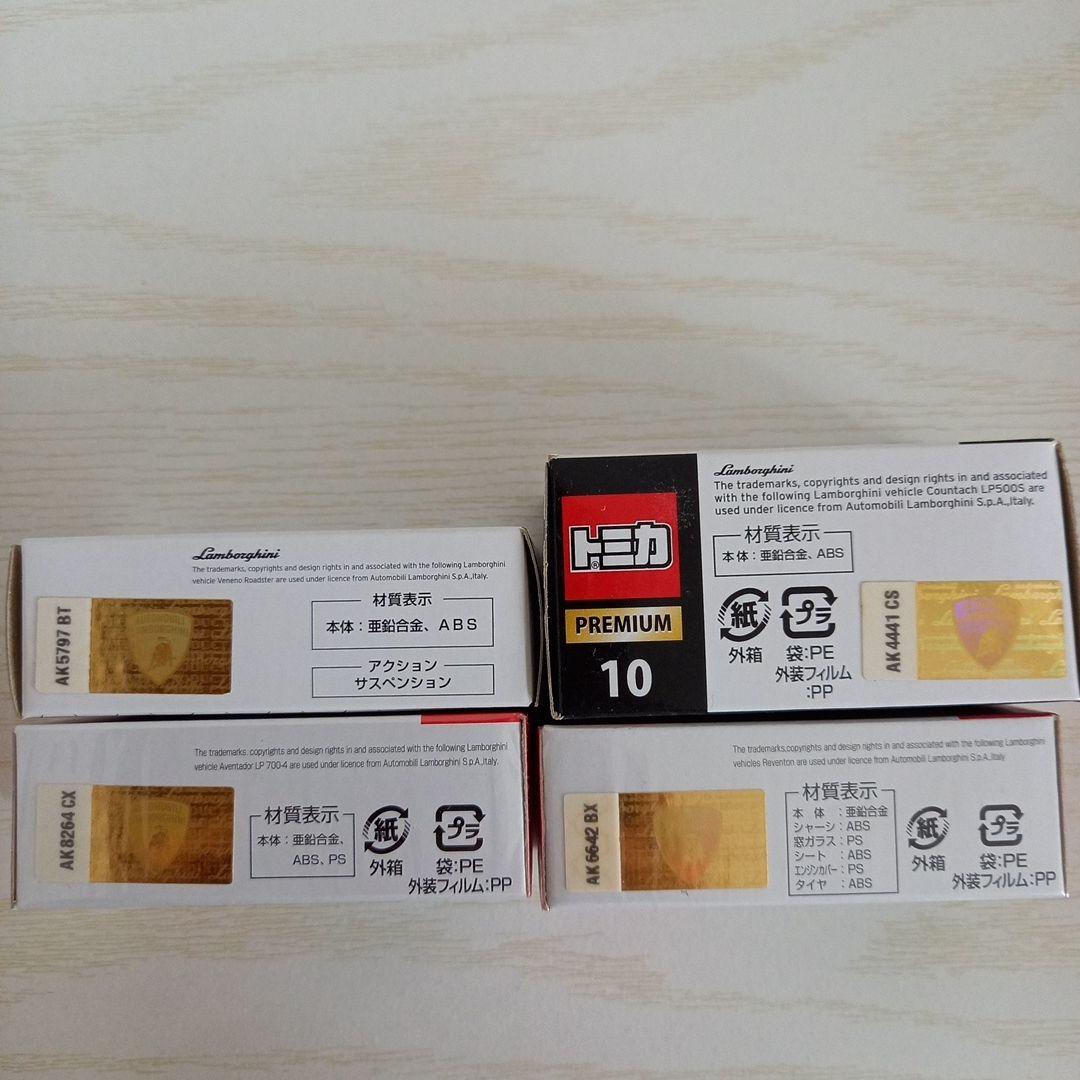 Lamborghini
The trademarks, copyrights and design rights in and associated with the following Lamborghini
vehicle Veneno Roadster are used under licence from Automobili Lamborghini S.p.A.,Italy.
AK5797 BT
材質表示
本体：亜鉛合金、ABS
アクション
サスペンション
トミカ
®
PREMIUM
10
Lamborghini
The trademarks, copyrights and design rights in and associated
with the following Lamborghini vehicle Countach LP500S are
used under licence from Automobili Lamborghini S.p.A.,Italy.
材質表示
本体：亜鉛合金、ABS
紙
外箱
プラ
袋:PE
外装フィルム
:PP
AK4441 CS
The trademarks, copyrights and design rights in and associated with the following Lamborghini
vehicle Aventador LP 700-4 are used under licence from Automobili Lamborghini S.p.A.,Italy.
AK8264 CX
材質表示
本体：亜鉛合金、
ABS、PS
紙
外箱
プラ
袋:PE
外装フィルム:PP
The trademarks,copyrights and design rights in and associated with the following Lamborghini
vehicles Reventon are used under licence from Automobili Lamborghini S.p.A.,Italy
AK6642 BX
材質表示
本体：亜鉛合金
シャーシ：ABS
窓ガラス：PS
シート：ABS
エンジンカバー：PS
タイヤ：ABS
紙
外箱
プラ
袋:PE
外装フィルム:PP